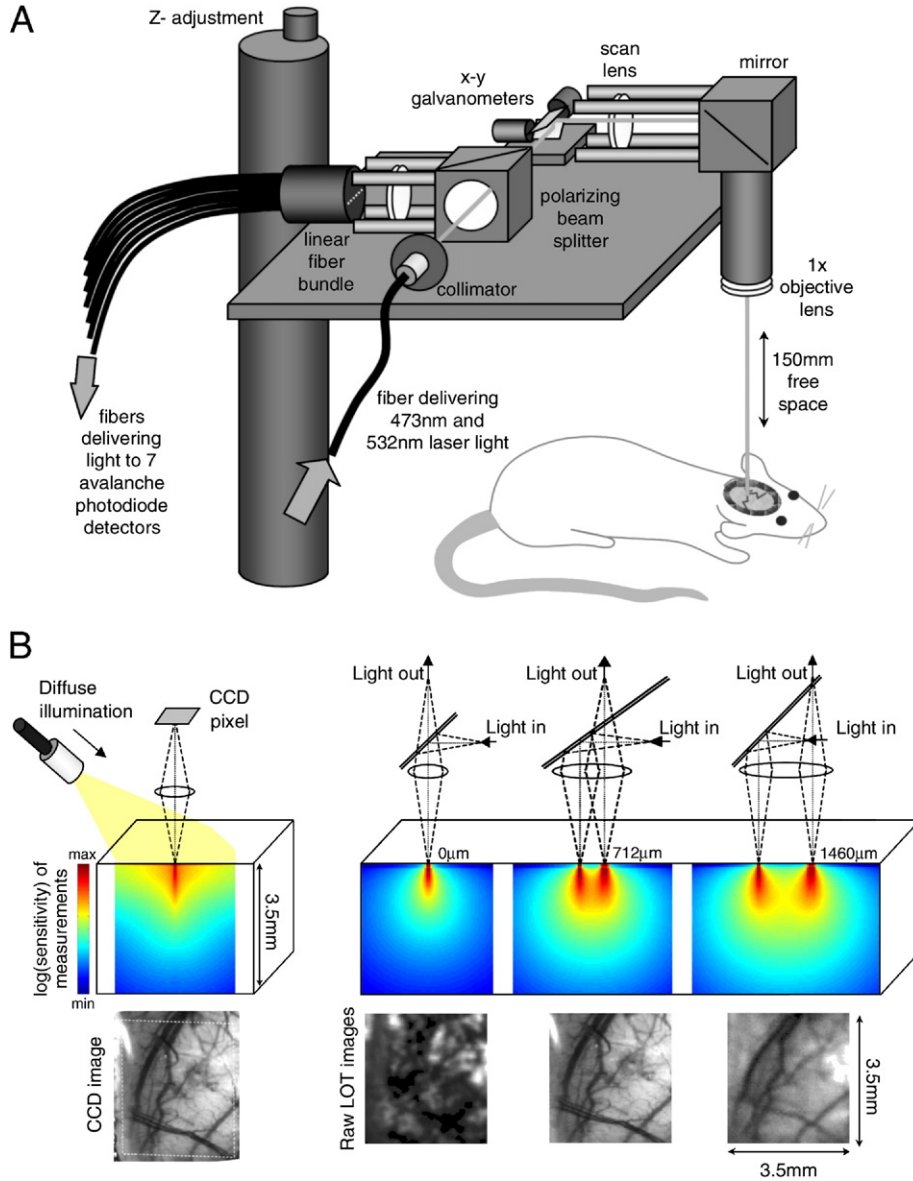 A
Z- adjustment
x-y
galvanometers
scan
lens
mirror
linear
fiber
bundle
collimator
polarizing
beam
splitter
1x
objective
lens
150mm
free
space
fibers
delivering
light to 7
avalanche
photodiode
detectors
fiber delivering
473nm and
532nm laser light
B
Diffuse
illumination
CCD
pixel
Light out
Light in
Light out
Light in
Light out
Light in
log(sensitivity) of
measurements
max
min
3.5mm
0µm
712µm
1460µm
CCD image
Raw LOT images
3.5mm
3.5mm